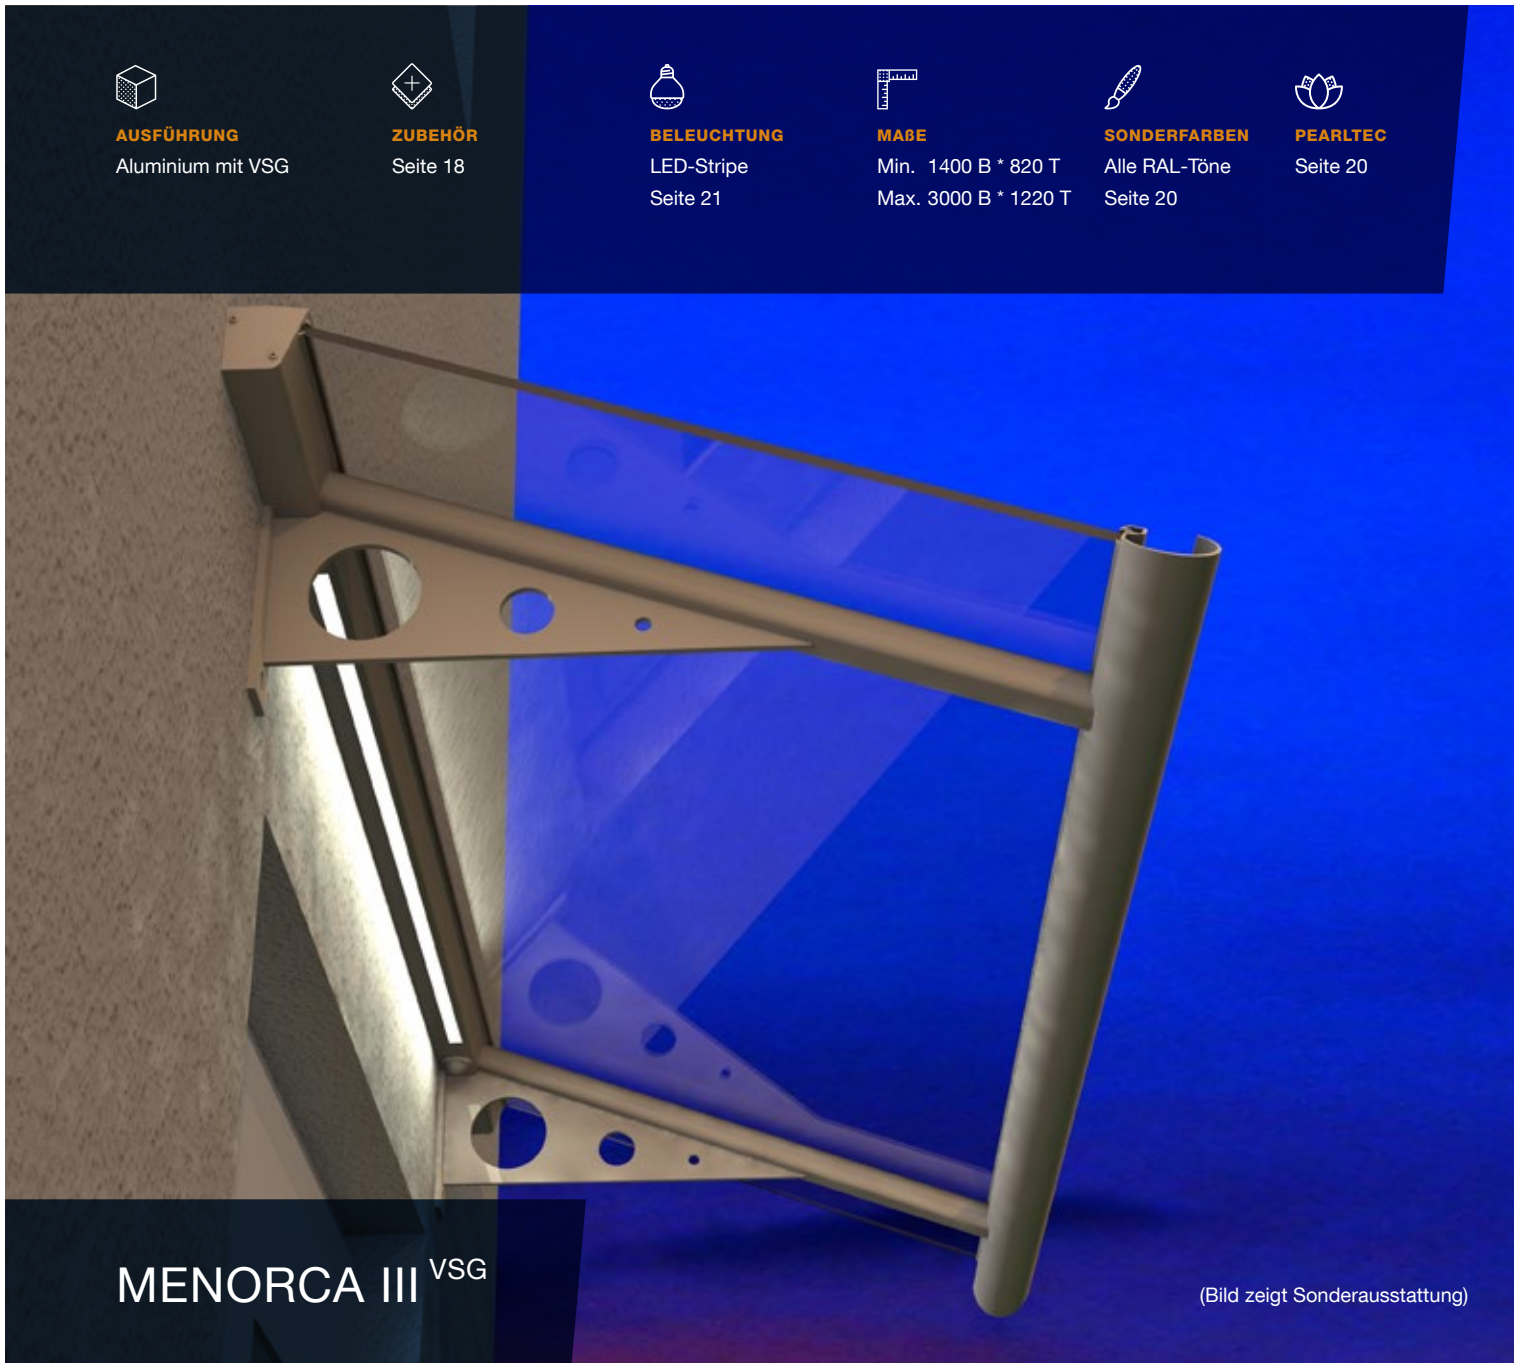 AUSFÜHRUNG
Aluminium mit VSG
ZUBEHÖR
Seite 18
BELEUCHTUNG
LED-Stripe
Seite 21
MAßE
Min. 1400 B * 820 T
Max. 3000 B * 1220 T
SONDERFARBEN
Alle RAL-Töne
Seite 20
PEARLTEC
Seite 20
MENORCA III VSG
(Bild zeigt Sonderausstattung)